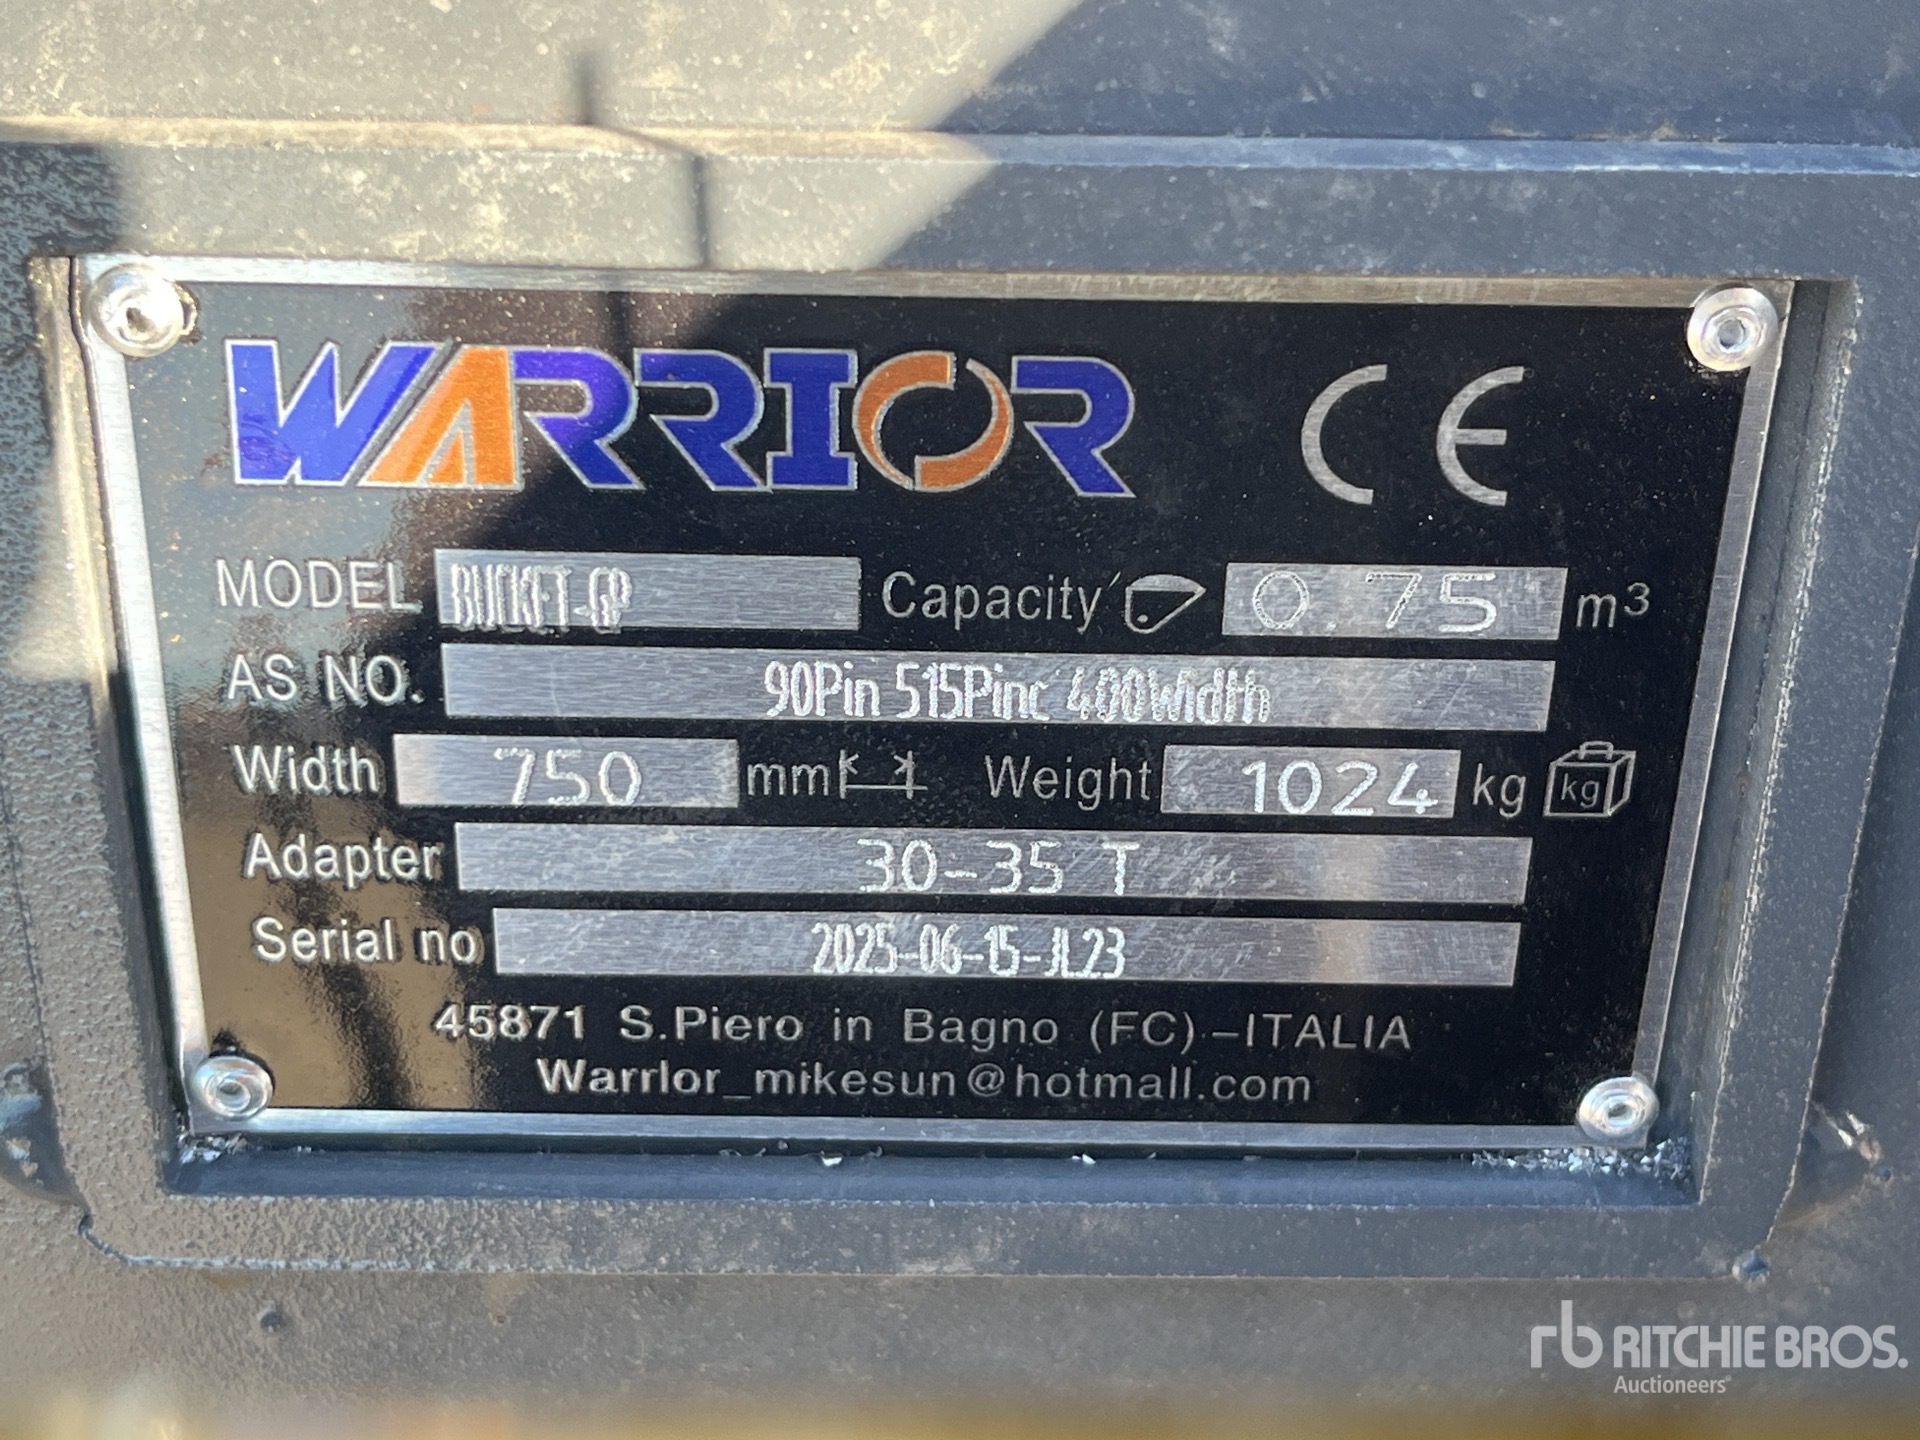 WARRIOR CE
MODEL BUCKET-GP Capacity 0.75 m³
AS NO. 90Pin 515Pinc 400Width
Width 750 mm Weight 1024 kg kg
Adapter 30-35 T
Serial no 2025-06-15-JL23
45871 S.Piero in Bagno (FC)-ITALIA
WarrIor_mikesun@hotmall.com
rb RITCHIE BROS.
Auctioneers